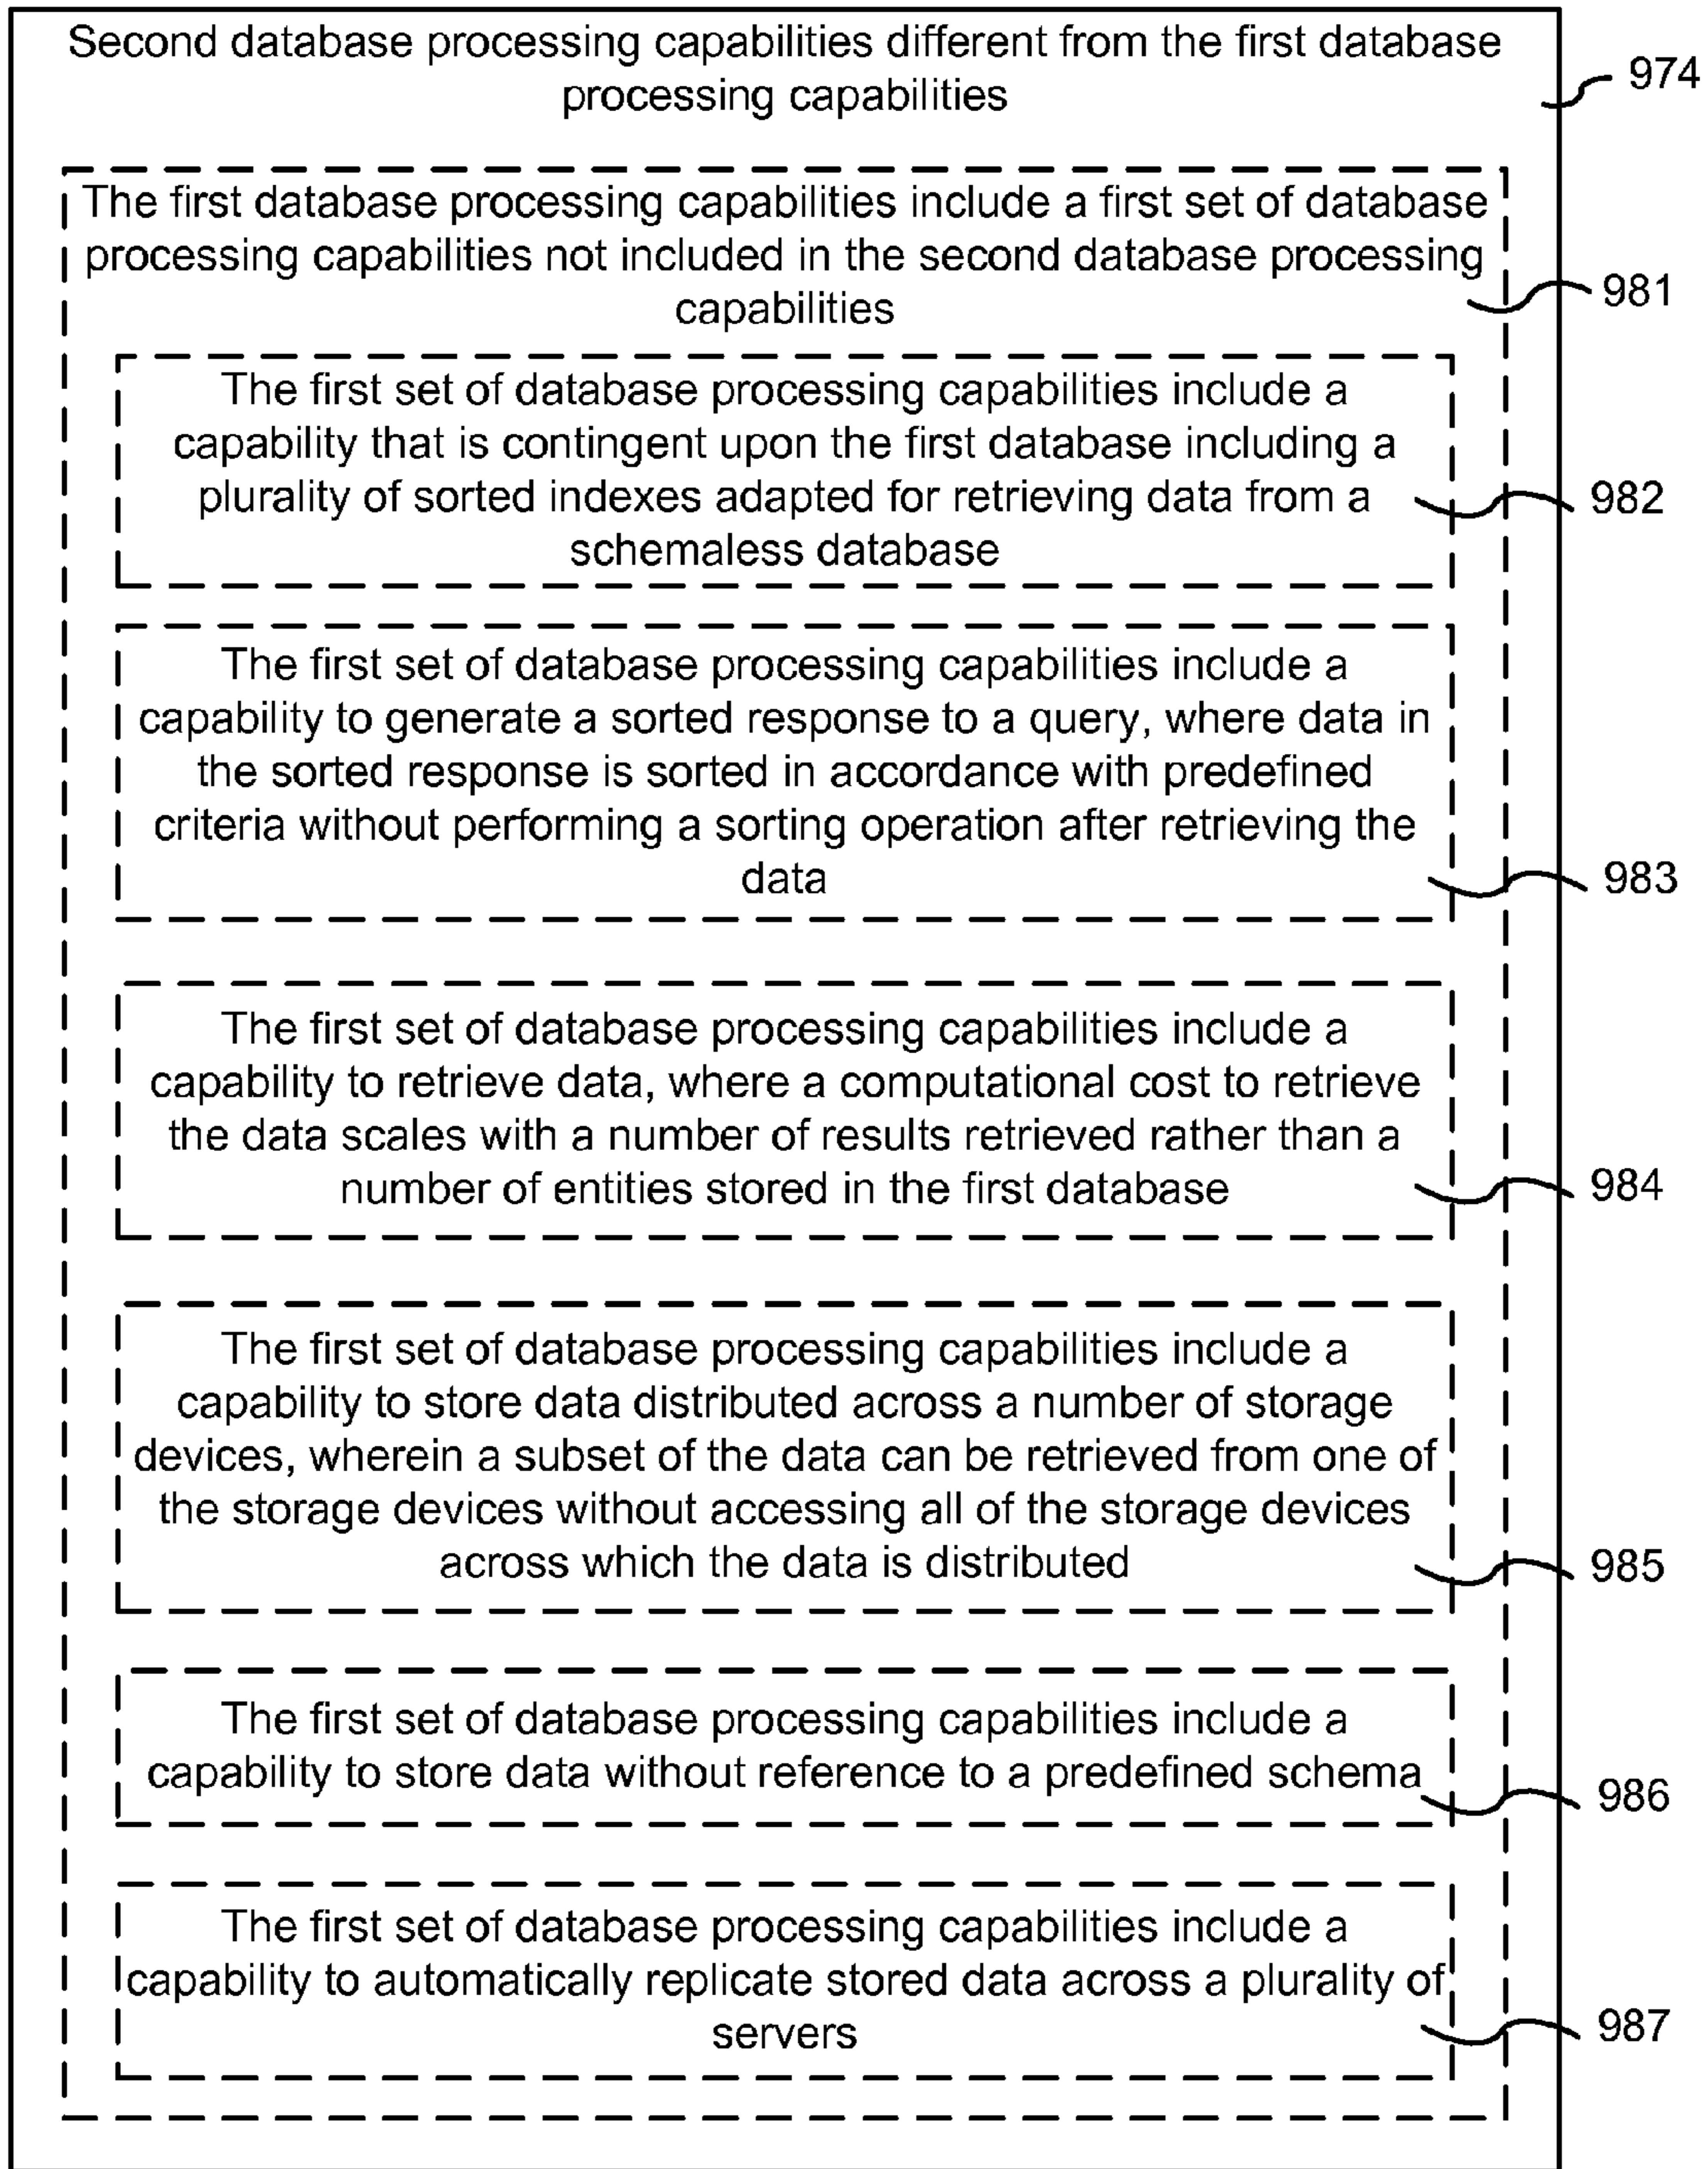 Second database processing capabilities different from the first database
processing capabilities
974
The first database processing capabilities include a first set of database
processing capabilities not included in the second database processing
capabilities
981
The first set of database processing capabilities include a
capability that is contingent upon the first database including a
plurality of sorted indexes adapted for retrieving data from a
schemaless database
982
The first set of database processing capabilities include a
capability to generate a sorted response to a query, where data in
the sorted response is sorted in accordance with predefined
criteria without performing a sorting operation after retrieving the
data
983
The first set of database processing capabilities include a
capability to retrieve data, where a computational cost to retrieve
the data scales with a number of results retrieved rather than a
number of entities stored in the first database
984
The first set of database processing capabilities include a
capability to store data distributed across a number of storage
devices, wherein a subset of the data can be retrieved from one of
the storage devices without accessing all of the storage devices
across which the data is distributed
985
The first set of database processing capabilities include a
capability to store data without reference to a predefined schema
986
The first set of database processing capabilities include a
capability to automatically replicate stored data across a plurality of
servers
987